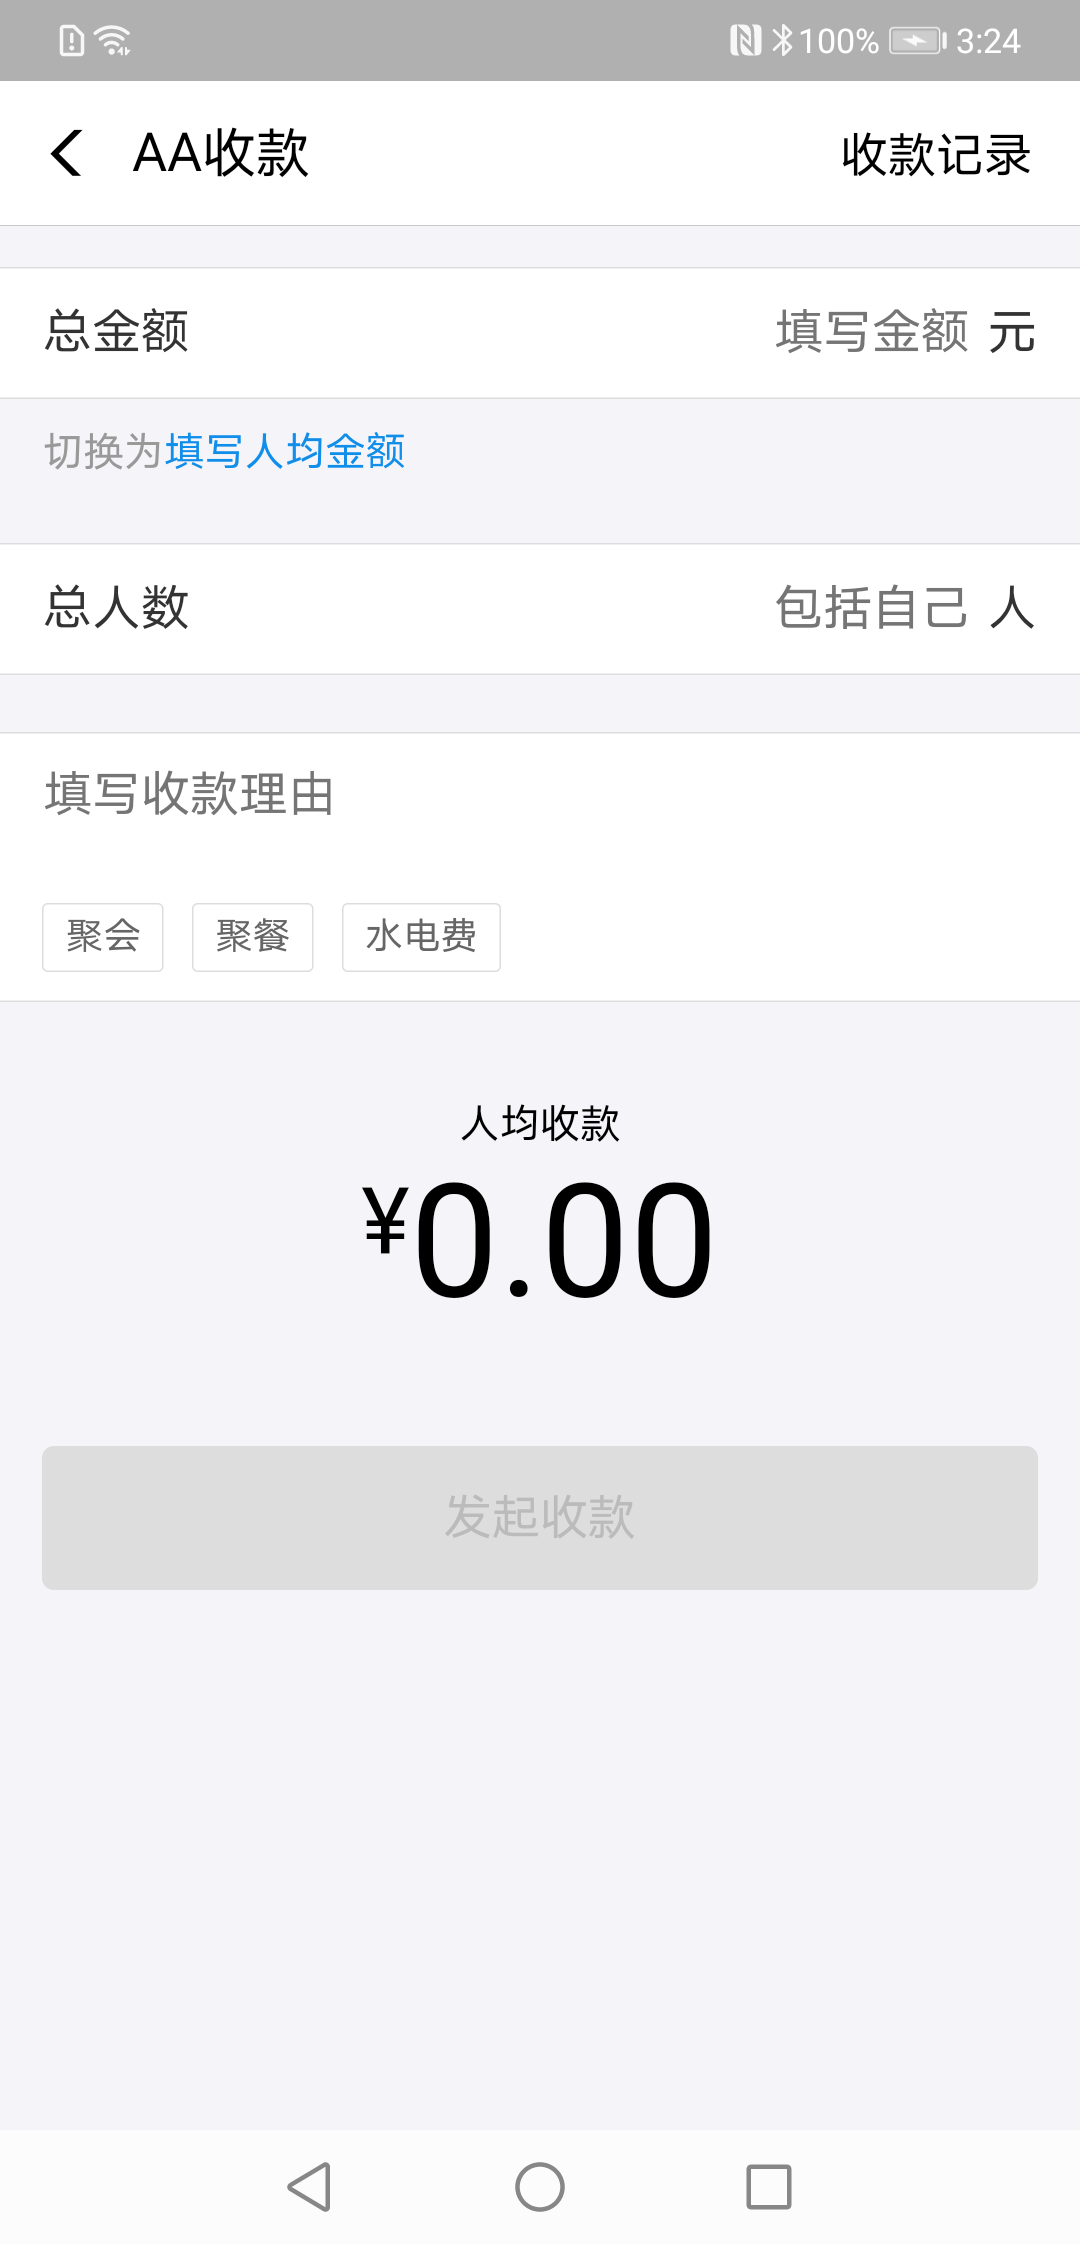 100% 3:24
AA收款 收款记录
总金额 填写金额 元
切换为填写人均金额
总人数 包括自己 人
填写收款理由
聚会 聚餐 水电费
人均收款
¥0.00
发起收款